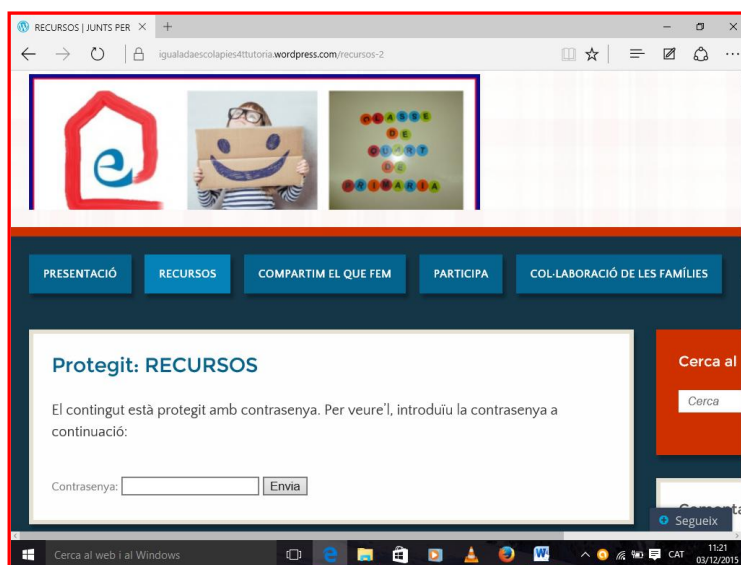 RECURSOS | JUNTS PER
igualadaescolapies4ttutoria.wordpress.com/recursos-2
e
CLASSE
DE
QUART
DE
PRIMARIA
PRESENTACIÓ RECURSOS COMPARTIM EL QUE FEM PARTICIPA COL·LABORACIÓ DE LES FAMÍLIES
Protegit: RECURSOS
El contingut està protegit amb contrasenya. Per veure'l, introduïu la contrasenya a
continuació:
Contrasenya: Envia
Cerca al
Cerca
Segueix
Cerca al web i al Windows
CAT
11:21
03/12/2015